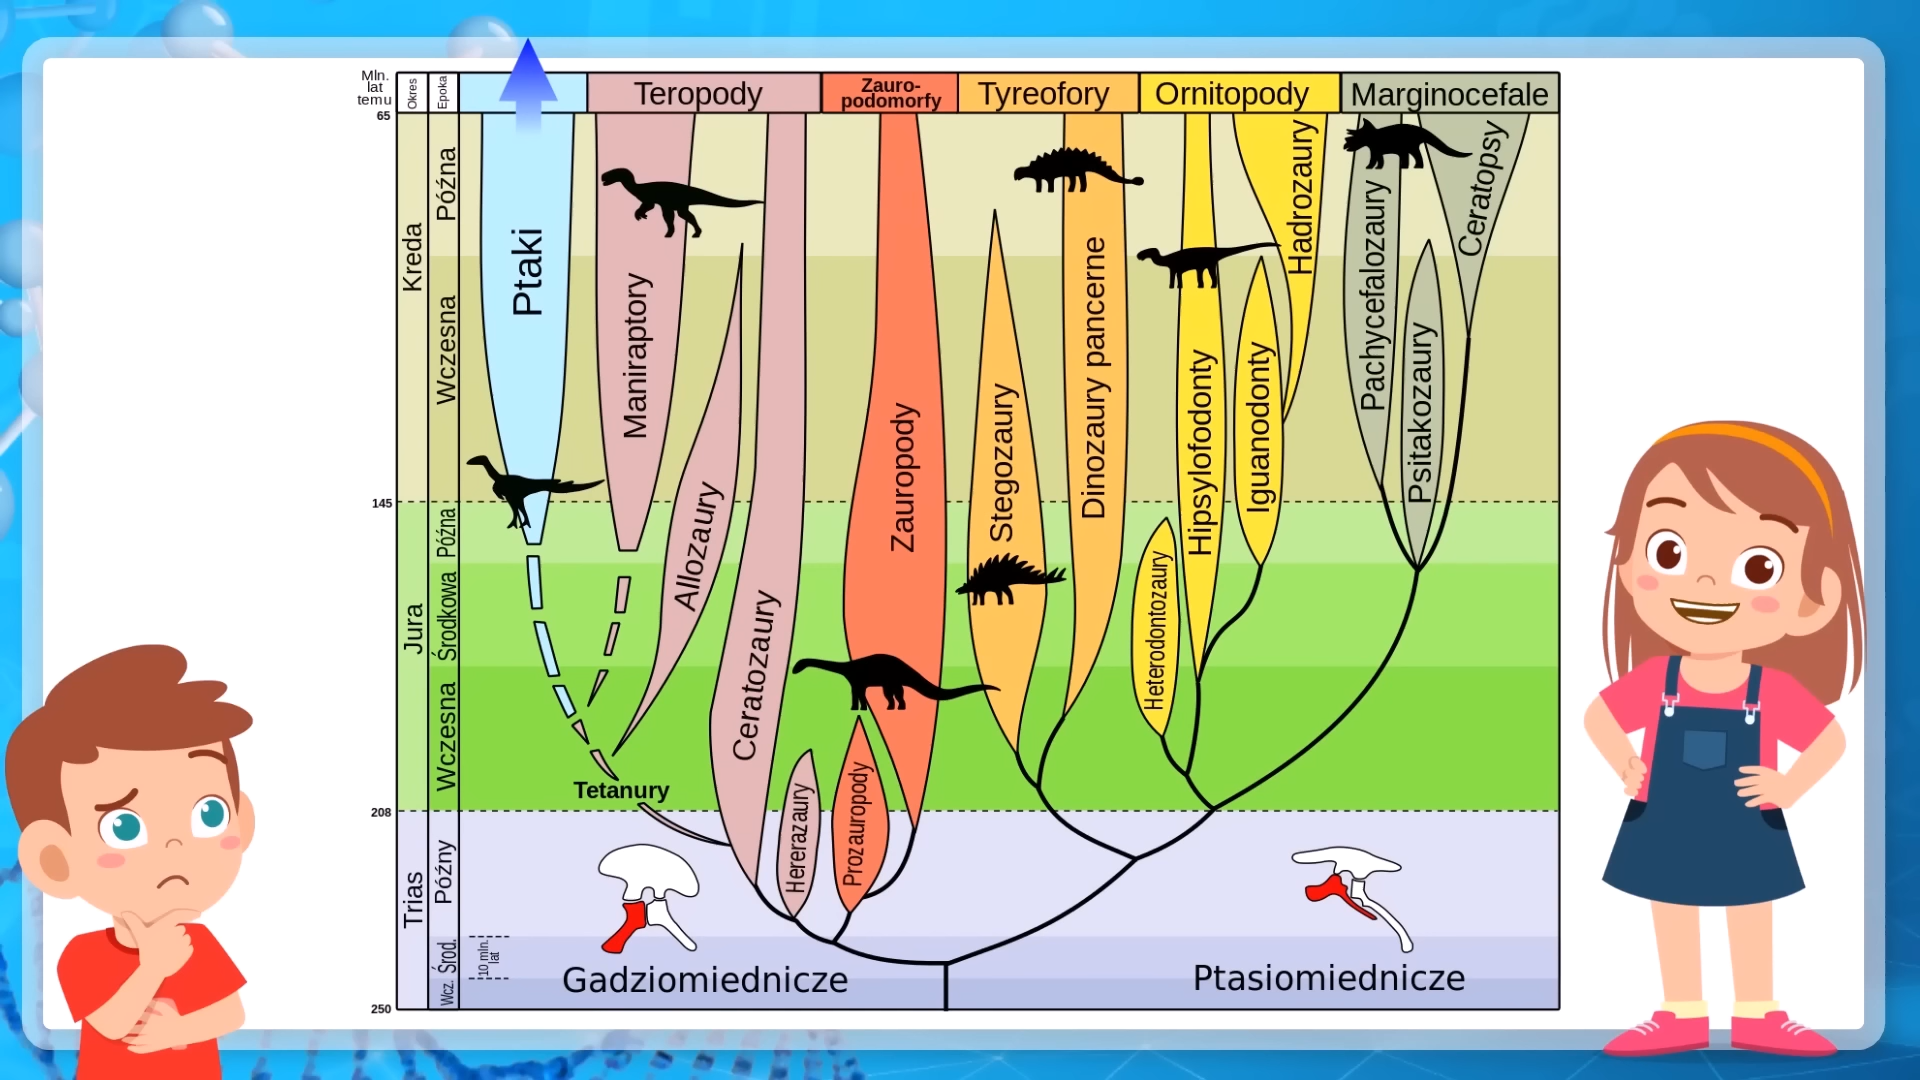 Mln.
lat
temu
Okres
Epoka
Teropody
Zauro-
podomorfy
Tyreofory
Ornitopody
Marginocefale
65
Kreda
Późna
Wczesna
Ptaki
Maniraptory
Allozaury
Ceratozaury
Zauropody
Stegozaury
Dinozaury pancerne
Hipsylofodonty
Iguanodonty
Hadrozaury
Pachycefalozaury
Psitakozaury
Ceratopsy
145
Jura
Późna
Środkowa
Wczesna
Heterodontozaury
Tetanury
208
Trias
Późny
Środ.
Wcz.
Hererazaury
Prozauropody
10 mln.
lat
Gadziomiednicze
Ptasiomiednicze
250